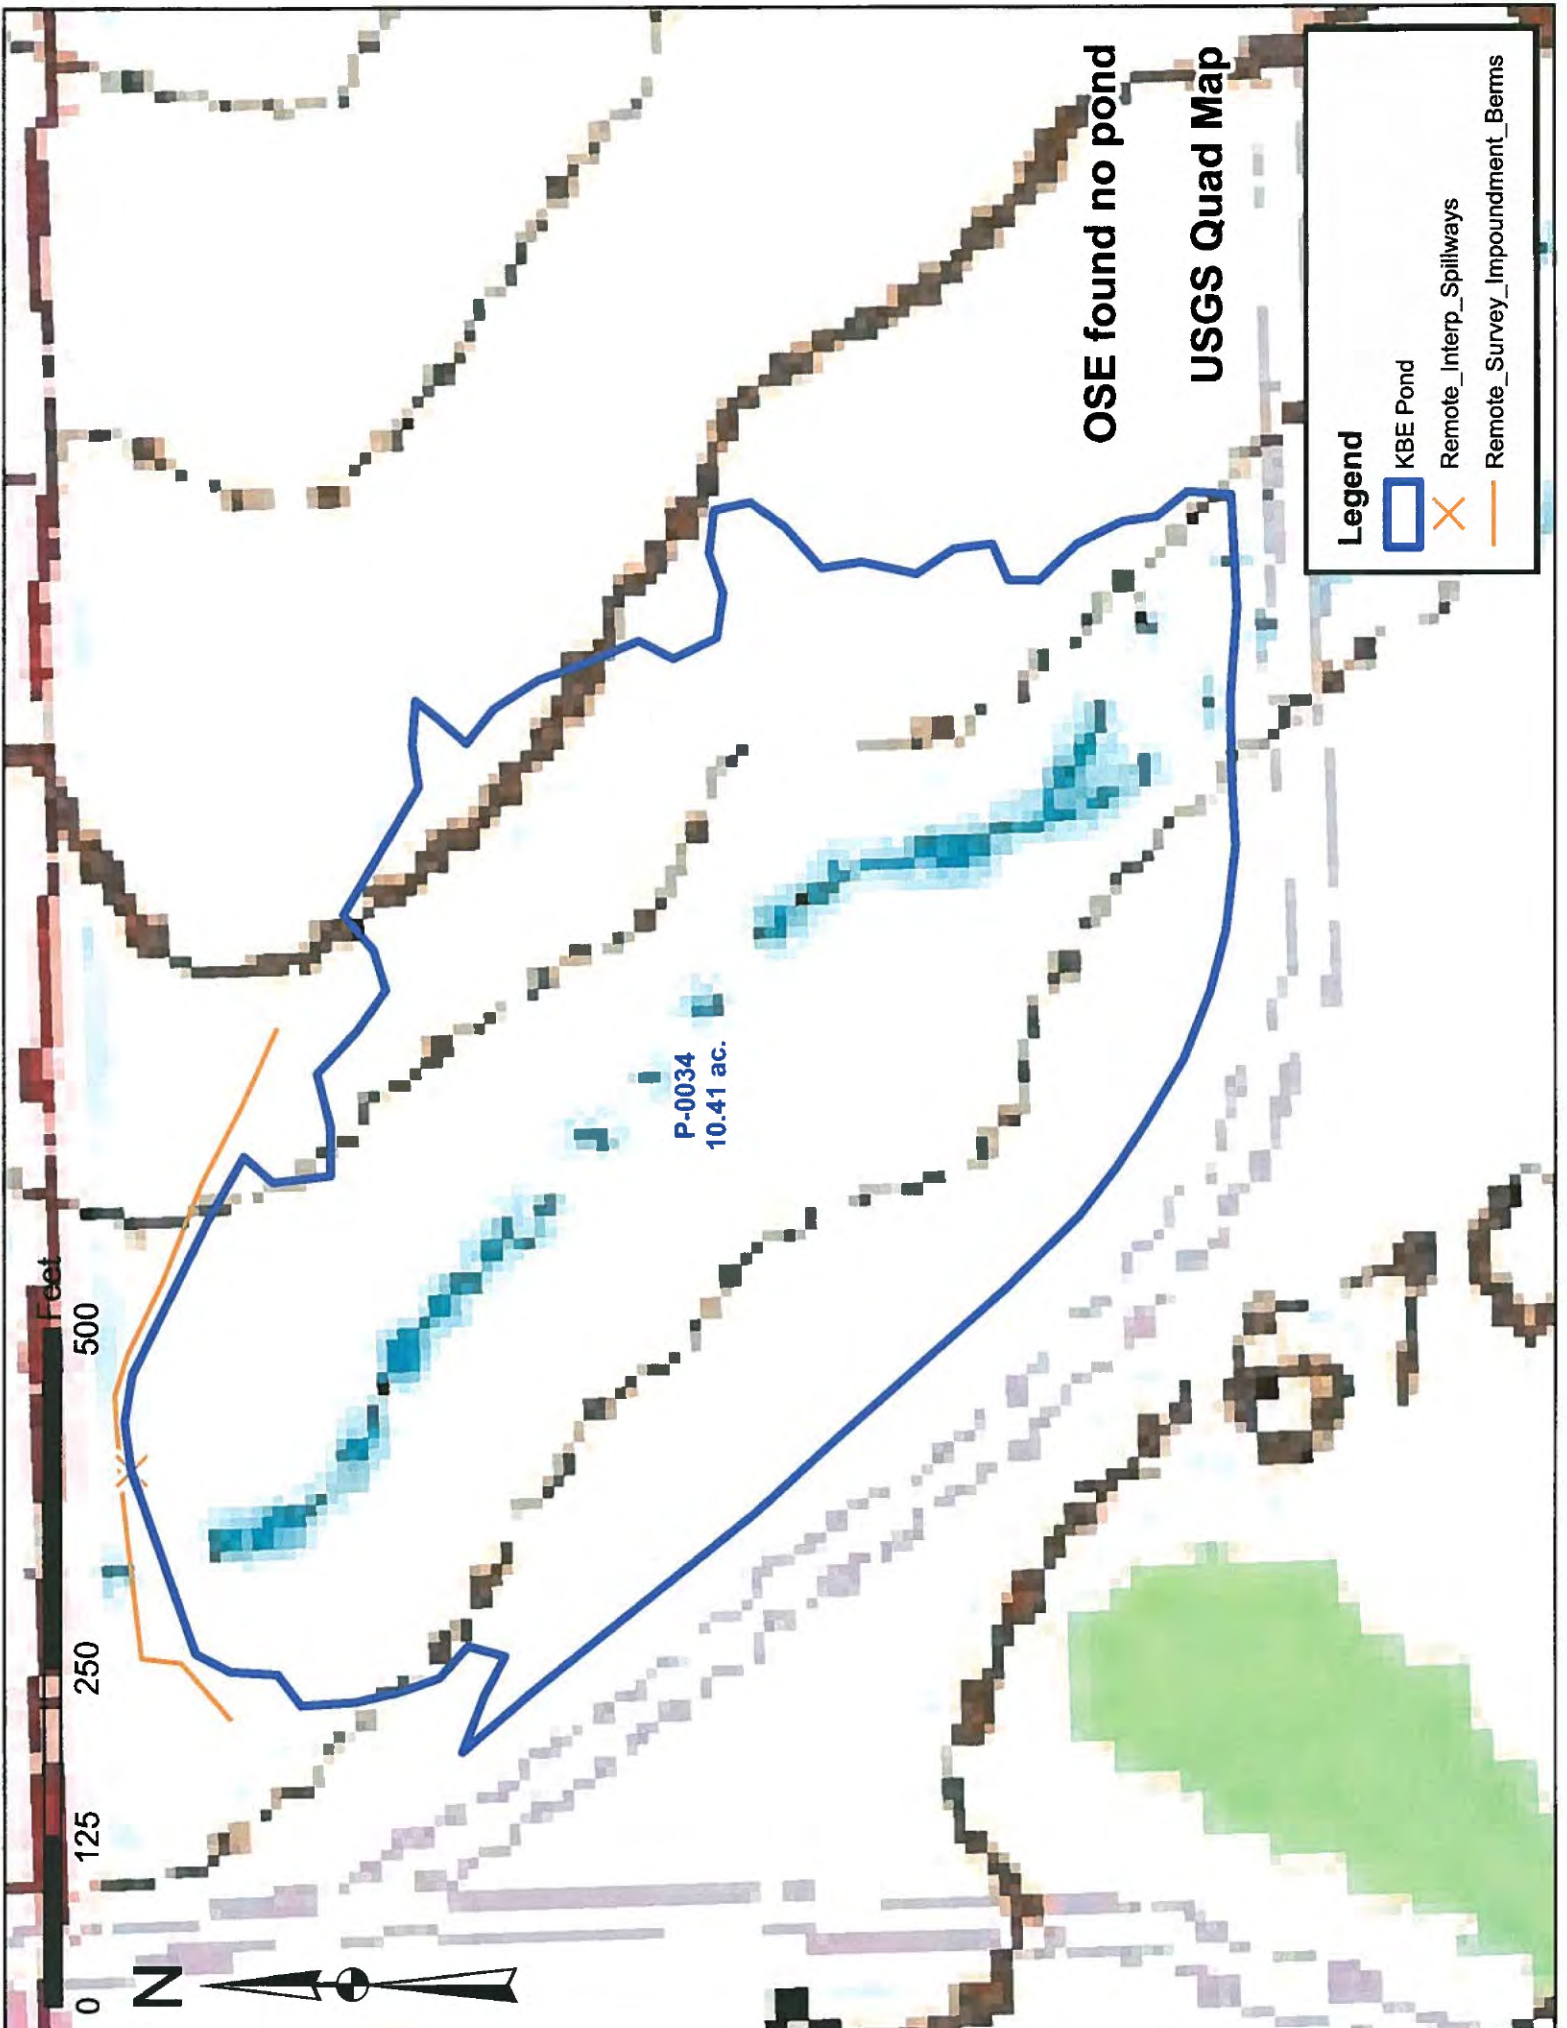 0
125
250
500
Feet
N
P-0034
10.41 ac.
67
OSE found no pond
USGS Quad Map
Legend
KBE Pond
Remote_Interp_Spillways
Remote_Survey_Impoundment_Berms